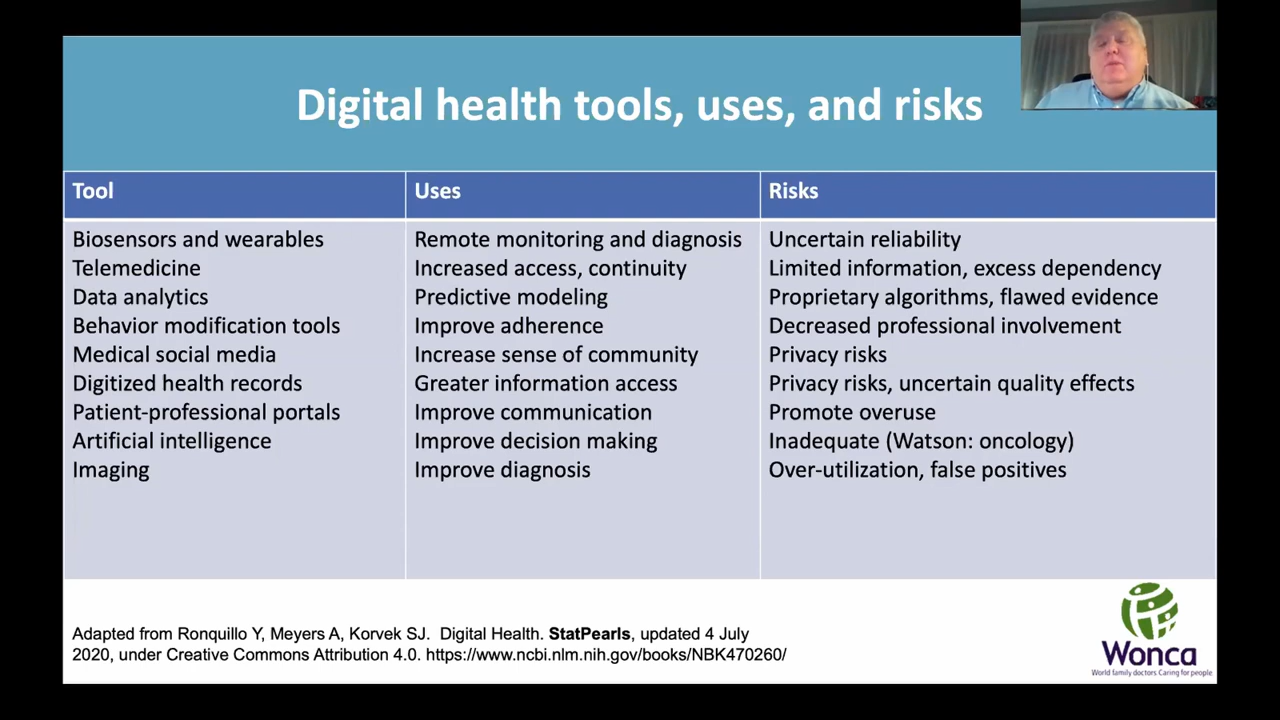 Digital health tools, uses, and risks
Tool
Uses
Risks
Biosensors and wearables
Remote monitoring and diagnosis
Uncertain reliability
Telemedicine
Increased access, continuity
Limited information, excess dependency
Data analytics
Predictive modeling
Proprietary algorithms, flawed evidence
Behavior modification tools
Improve adherence
Decreased professional involvement
Medical social media
Increase sense of community
Privacy risks
Digitized health records
Greater information access
Privacy risks, uncertain quality effects
Patient-professional portals
Improve communication
Promote overuse
Artificial intelligence
Improve decision making
Inadequate (Watson: oncology)
Imaging
Improve diagnosis
Over-utilization, false positives
Adapted from Ronquillo Y, Meyers A, Korvek SJ.  Digital Health. StatPearls, updated 4 July
2020, under Creative Commons Attribution 4.0. https://www.ncbi.nlm.nih.gov/books/NBK470260/
Wonca
World family doctors. Caring for people